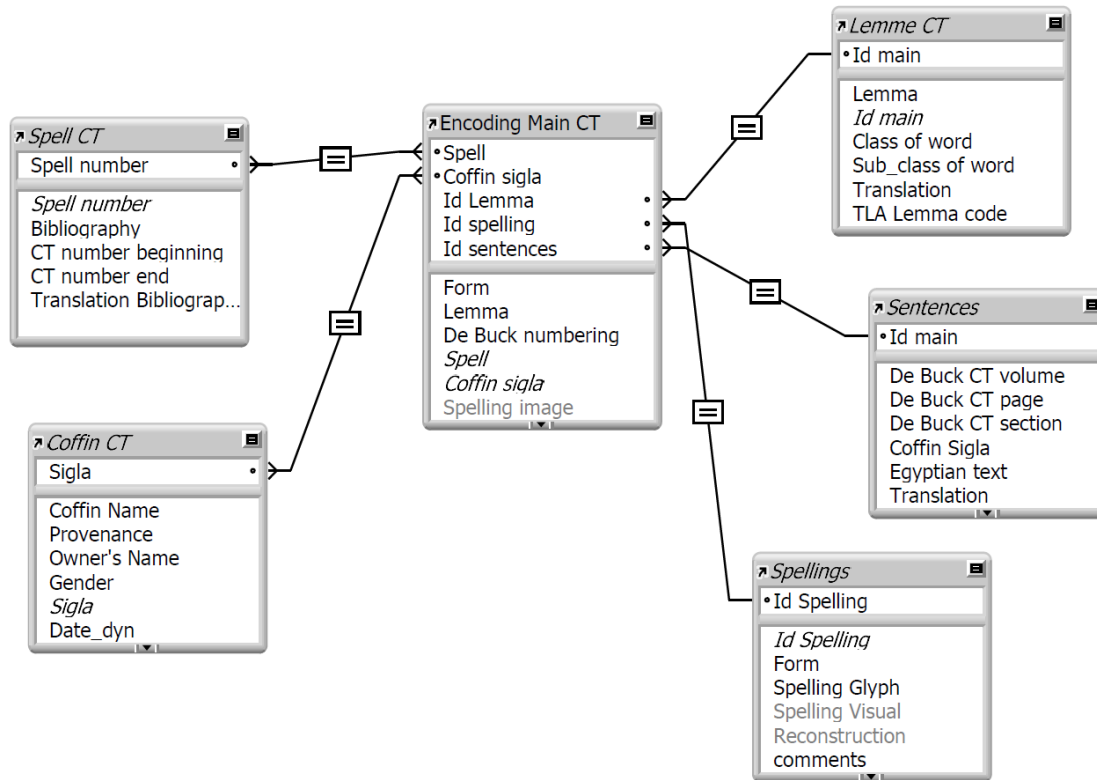 Spell CT
Spell number
Spell number
Bibliography
CT number beginning
CT number end
Translation Bibliograp...
Coffin CT
Sigla
Coffin Name
Provenance
Owner's Name
Gender
Sigla
Date_dyn
Encoding Main CT
Spell
Coffin sigla
Id Lemma
Id spelling
Id sentences
Form
Lemma
De Buck numbering
Spell
Coffin sigla
Spelling image
Lemme CT
Id main
Lemma
Id main
Class of word
Sub_class of word
Translation
TLA Lemma code
Sentences
Id main
De Buck CT volume
De Buck CT page
De Buck CT section
Coffin Sigla
Egyptian text
Translation
Spellings
Id Spelling
Id Spelling
Form
Spelling Glyph
Spelling Visual
Reconstruction
comments